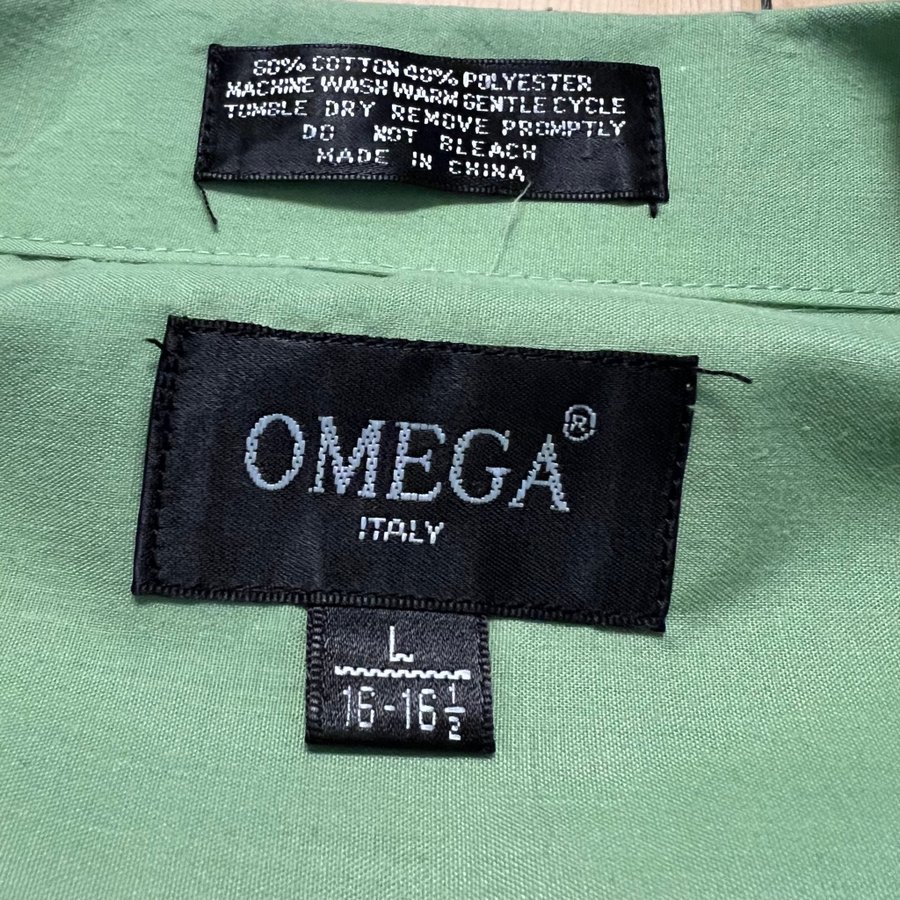 60% COTTON 40% POLYESTER
MACHINE WASH WARM GENTLE CYCLE
TUMBLE DRY REMOVE PROMPTLY
DO NOT BLEACH
MADE IN CHINA
OMEGA®
ITALY
L
16-16½